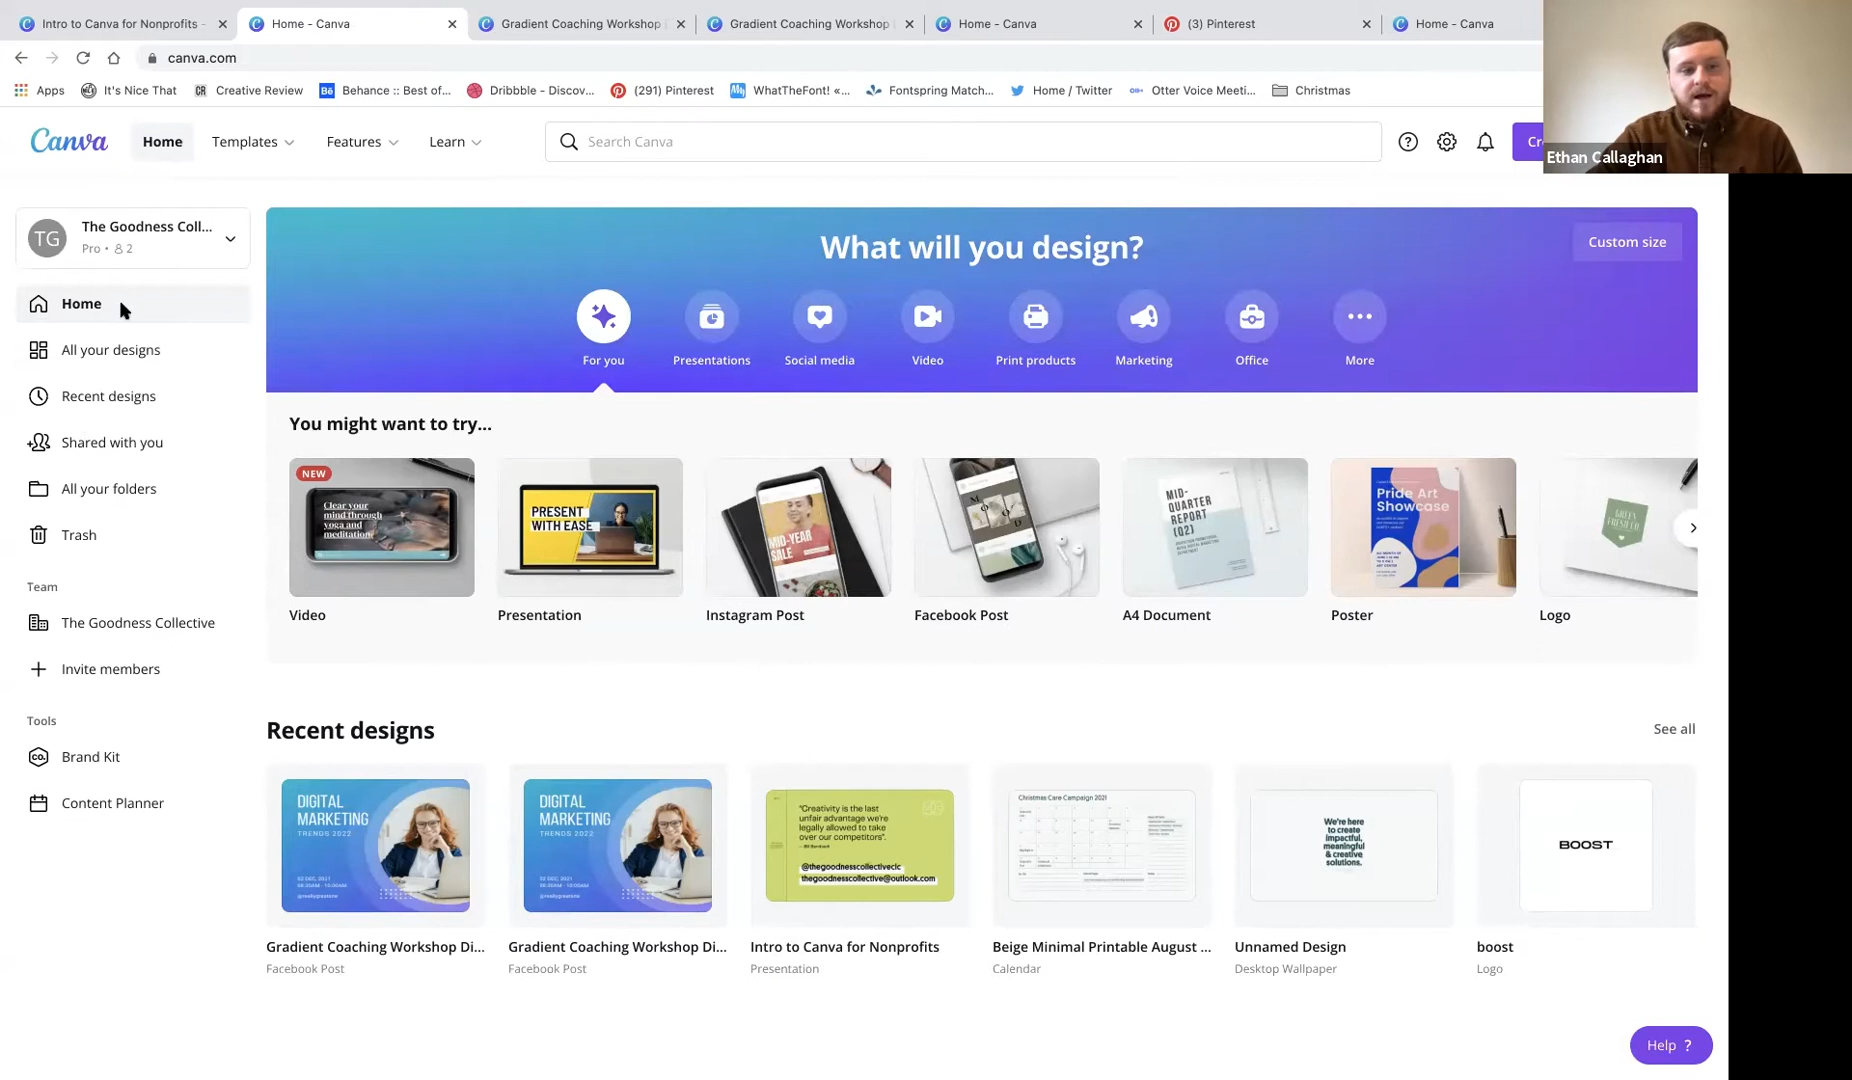 Intro to Canva for Nonprofits -
Home - Canva
Gradient Coaching Workshop
Gradient Coaching Workshop
Home - Canva
(3) Pinterest
Home - Canva
canva.com
Apps
It's Nice That
CR Creative Review
Bē Behance :: Best of...
Dribbble - Discov...
(291) Pinterest
WhatTheFont! «...
Fontspring Match...
Home / Twitter
Otter Voice Meeti...
Christmas
Canva
Home
Templates
Features
Learn
Search Canva
Cr
Ethan Callaghan
TG
The Goodness Coll...
Pro • 2
Home
All your designs
Recent designs
Shared with you
All your folders
Trash
Team
The Goodness Collective
Invite members
Tools
CO.
Brand Kit
Content Planner
What will you design?
Custom size
For you
Presentations
Social media
Video
Print products
Marketing
Office
More
You might want to try...
NEW
Clear your
mind through
yoga and
meditation
PRESENT
WITH EASE
MID-YEAR
SALE
MID-
QUARTER
REPORT
(Q2)
Pride Art
Showcase
Video
Presentation
Instagram Post
Facebook Post
A4 Document
Poster
Logo
Recent designs
See all
DIGITAL
MARKETING
TRENDS 2022
02 DEC, 2021
DIGITAL
MARKETING
TRENDS 2022
02 DEC, 2021
"Creativity is the last
unfair advantage we're
legally allowed to take
over our competitors".
@thegoodnesscollectivecic
thegoodnesscollective@outlook.com
Christmas Care Campaign 2021
We're here
to create
impactful,
meaningful
& creative
solutions.
BOOST
Gradient Coaching Workshop Di...
Facebook Post
Gradient Coaching Workshop Di...
Facebook Post
Intro to Canva for Nonprofits
Presentation
Beige Minimal Printable August ...
Calendar
Unnamed Design
Desktop Wallpaper
boost
Logo
Help ?